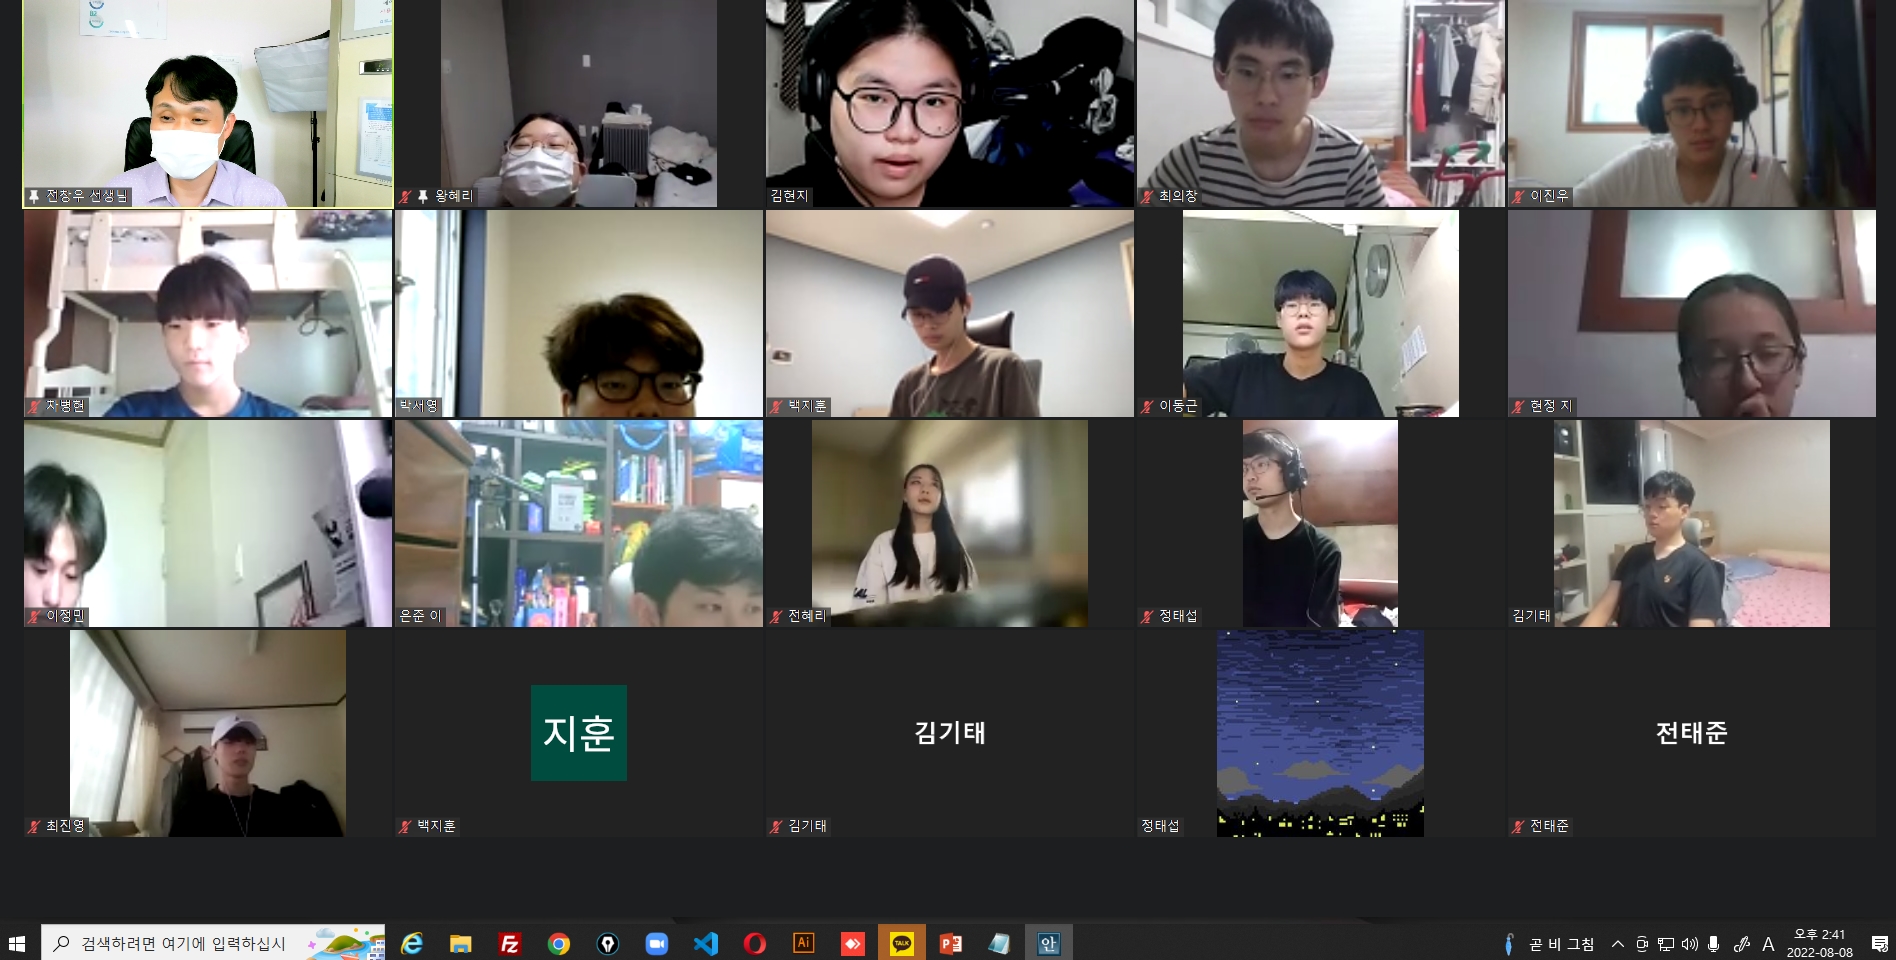 전창우 선생님
왕혜리
김현지
최의창
이진우
차병현
박서영
백지훈
이동근
현정 지
이정민
은준 이
전혜리
정태섭
김기태
최진영
지훈
백지훈
김기태
김기태
정태섭
전태준
전태준
검색하려면 여기에 입력하십시
TALK
Ai
안
곧 비 그침
A
오후 2:41
2022-08-08